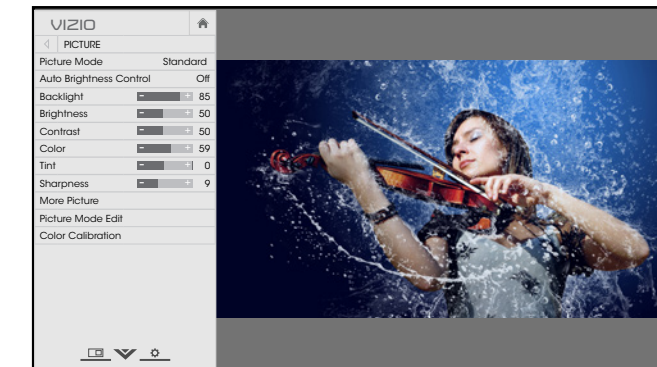 VIZIO
PICTURE
Picture Mode Standard
Auto Brightness Control Off
Backlight 85
Brightness 50
Contrast 50
Color 59
Tint 0
Sharpness 9
More Picture
Picture Mode Edit
Color Calibration